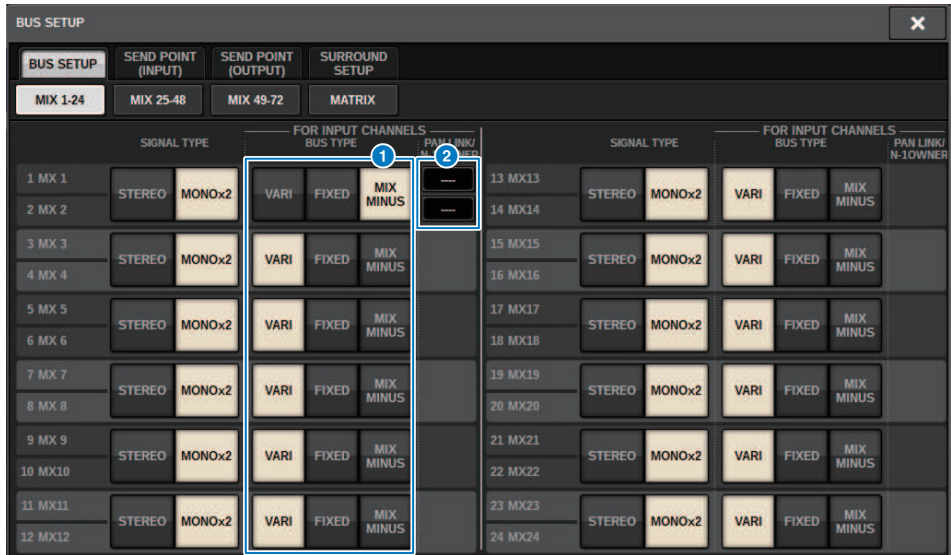 BUS SETUP
BUS SETUP
SEND POINT (INPUT)
SEND POINT (OUTPUT)
SURROUND SETUP
MIX 1-24
MIX 25-48
MIX 49-72
MATRIX
FOR INPUT CHANNELS
SIGNAL TYPE
BUS TYPE
PAN LINK/
N-1OWNER
1
2
1 MX 1
2 MX 2
STEREO MONOx2 VARI FIXED MIX MINUS
----
----
3 MX 3
4 MX 4
STEREO MONOx2 VARI FIXED MIX MINUS
5 MX 5
6 MX 6
STEREO MONOx2 VARI FIXED MIX MINUS
7 MX 7
8 MX 8
STEREO MONOx2 VARI FIXED MIX MINUS
9 MX 9
10 MX10
STEREO MONOx2 VARI FIXED MIX MINUS
11 MX11
12 MX12
STEREO MONOx2 VARI FIXED MIX MINUS
FOR INPUT CHANNELS
SIGNAL TYPE
BUS TYPE
PAN LINK/
N-1OWNER
13 MX13
14 MX14
STEREO MONOx2 VARI FIXED MIX MINUS
15 MX15
16 MX16
STEREO MONOx2 VARI FIXED MIX MINUS
17 MX17
18 MX18
STEREO MONOx2 VARI FIXED MIX MINUS
19 MX19
20 MX20
STEREO MONOx2 VARI FIXED MIX MINUS
21 MX21
22 MX22
STEREO MONOx2 VARI FIXED MIX MINUS
23 MX23
24 MX24
STEREO MONOx2 VARI FIXED MIX MINUS